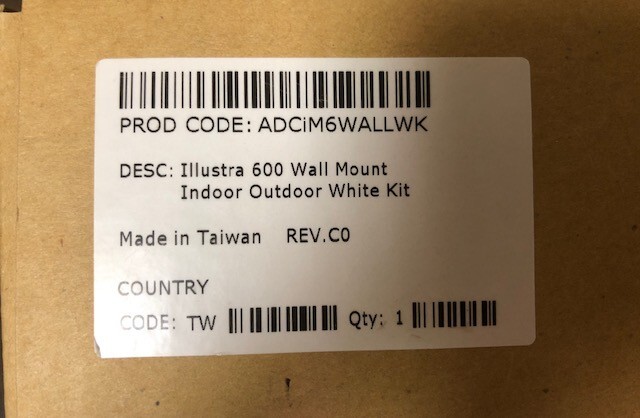 PROD CODE: ADCiM6WALLWK
DESC: Illustra 600 Wall Mount
Indoor Outdoor White Kit
Made in Taiwan REV.C0
COUNTRY
CODE: TW Qty: 1